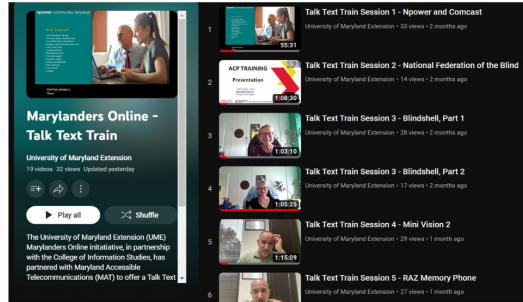 Npower Community Helpdesk
Marylanders Online -
Talk Text Train
University of Maryland Extension
19 videos 32 views Updated yesterday
Play all
Shuffle
The University of Maryland Extension (UME)
Marylanders Online initatiative, in partnership
with the College of Information Studies, has
partnered with Maryland Accessible
Telecommunications (MAT) to offer a Talk Text
1
55:31
Talk Text Train Session 1 - Npower and Comcast
University of Maryland Extension • 33 views • 2 months ago
2
ACP TRAINING
Presentation
1:08:30
Talk Text Train Session 2 - National Federation of the Blind
University of Maryland Extension • 14 views • 2 months ago
3
1:03:10
Talk Text Train Session 3 - Blindshell, Part 1
University of Maryland Extension • 28 views • 2 months ago
4
1:05:25
Talk Text Train Session 3 - Blindshell, Part 2
University of Maryland Extension • 17 views • 2 months ago
5
1:15:09
Talk Text Train Session 4 - Mini Vision 2
University of Maryland Extension • 29 views • 1 month ago
6
Talk Text Train Session 5 - RAZ Memory Phone
University of Maryland Extension • 27 views • 1 month ago